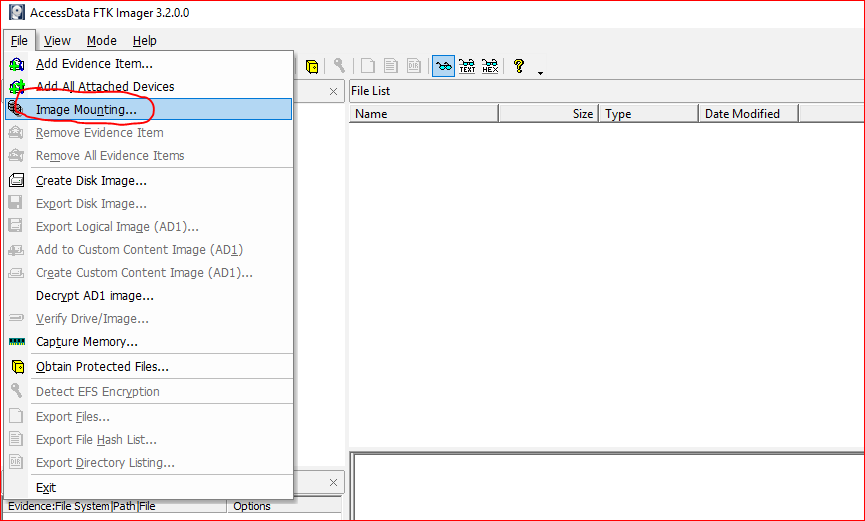 AccessData FTK Imager 3.2.0.0
File View Mode Help
TEXT HEX
Add Evidence Item...
Add All Attached Devices
File List
Image Mounting...
Name Size Type Date Modified
Remove Evidence Item
Remove All Evidence Items
Create Disk Image...
Export Disk Image...
Export Logical Image (AD1)...
Add to Custom Content Image (AD1)
Create Custom Content Image (AD1)...
Decrypt AD1 image...
Verify Drive/Image...
Capture Memory...
Obtain Protected Files...
Detect EFS Encryption
Export Files...
Export File Hash List...
DIR Export Directory Listing...
Exit
Evidence:File System|Path|File Options